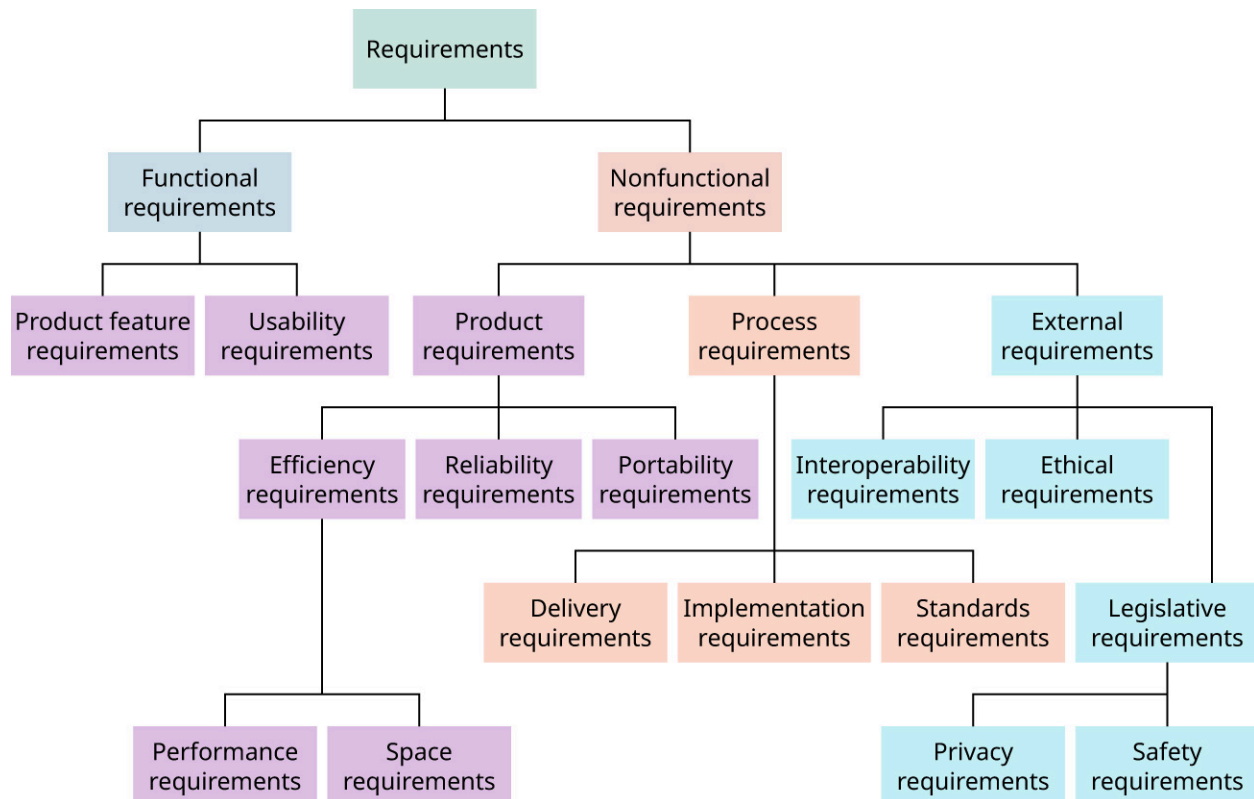 Requirements
Functional
requirements
Nonfunctional
requirements
Product feature
requirements
Usability
requirements
Product
requirements
Process
requirements
External
requirements
Efficiency
requirements
Reliability
requirements
Portability
requirements
Interoperability
requirements
Ethical
requirements
Delivery
requirements
Implementation
requirements
Standards
requirements
Legislative
requirements
Performance
requirements
Space
requirements
Privacy
requirements
Safety
requirements